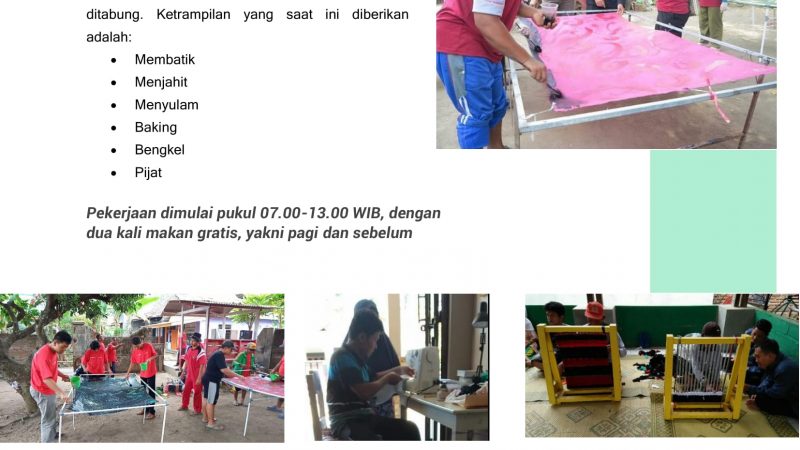 ditabung. Ketrampilan yang saat ini diberikan
adalah:
• Membatik
• Menjahit
• Menyulam
• Baking
• Bengkel
• Pijat
Pekerjaan dimulai pukul 07.00-13.00 WIB, dengan
dua kali makan gratis, yakni pagi dan sebelum